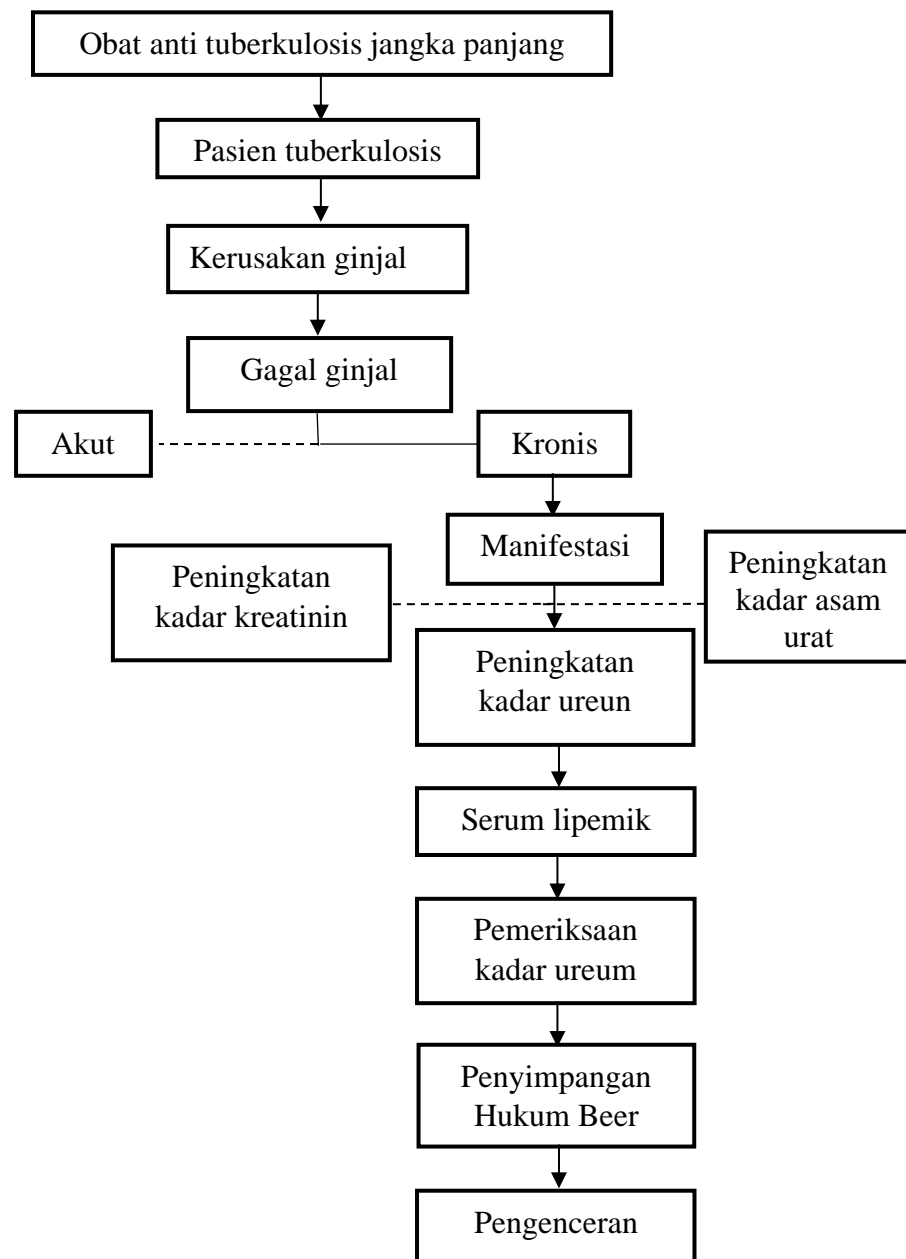 Obat anti tuberkulosis jangka panjang
Pasien tuberkulosis
Kerusakan ginjal
Gagal ginjal
Akut
Kronis
Manifestasi
Peningkatan
kadar kreatinin
Peningkatan
kadar asam
urat
Peningkatan
kadar ureun
Serum lipemik
Pemeriksaan
kadar ureum
Penyimpangan
Hukum Beer
Pengenceran